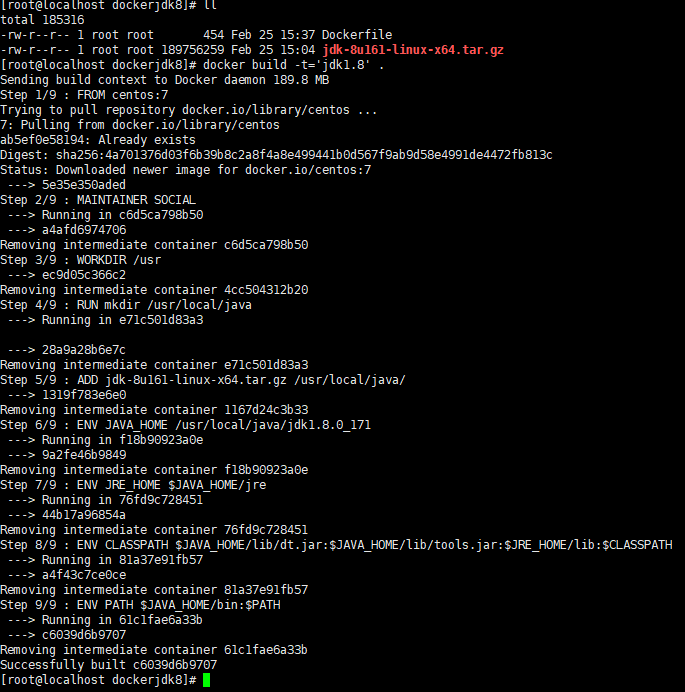 [root@localhost dockerjdk8]# ll
total 185316
-rw-r--r-- 1 root root       454 Feb 25 15:37 Dockerfile
-rw-r--r-- 1 root root 189756259 Feb 25 15:04 jdk-8u161-linux-x64.tar.gz
[root@localhost dockerjdk8]# docker build -t='jdk1.8' .
Sending build context to Docker daemon 189.8 MB
Step 1/9 : FROM centos:7
Trying to pull repository docker.io/library/centos ...
7: Pulling from docker.io/library/centos
ab5ef0e58194: Already exists
Digest: sha256:4a701376d03f6b39b8c2a8f4a8e499441b0d567f9ab9d58e4991de4472fb813c
Status: Downloaded newer image for docker.io/centos:7
 ---> 5e35e350aded
Step 2/9 : MAINTAINER SOCIAL
 ---> Running in c6d5ca798b50
 ---> a4afd6974706
Removing intermediate container c6d5ca798b50
Step 3/9 : WORKDIR /usr
 ---> ec9d05c366c2
Removing intermediate container 4cc504312b20
Step 4/9 : RUN mkdir /usr/local/java
 ---> Running in e71c501d83a3

 ---> 28a9a28b6e7c
Removing intermediate container e71c501d83a3
Step 5/9 : ADD jdk-8u161-linux-x64.tar.gz /usr/local/java/
 ---> 1319f783e6e0
Removing intermediate container 1167d24c3b33
Step 6/9 : ENV JAVA_HOME /usr/local/java/jdk1.8.0_171
 ---> Running in f18b90923a0e
 ---> 9a2fe46b9849
Removing intermediate container f18b90923a0e
Step 7/9 : ENV JRE_HOME $JAVA_HOME/jre
 ---> Running in 76fd9c728451
 ---> 44b17a96854a
Removing intermediate container 76fd9c728451
Step 8/9 : ENV CLASSPATH $JAVA_HOME/lib/dt.jar:$JAVA_HOME/lib/tools.jar:$JRE_HOME/lib:$CLASSPATH
 ---> Running in 81a37e91fb57
 ---> a4f43c7ce0ce
Removing intermediate container 81a37e91fb57
Step 9/9 : ENV PATH $JAVA_HOME/bin:$PATH
 ---> Running in 61c1fae6a33b
 ---> c6039d6b9707
Removing intermediate container 61c1fae6a33b
Successfully built c6039d6b9707
[root@localhost dockerjdk8]#